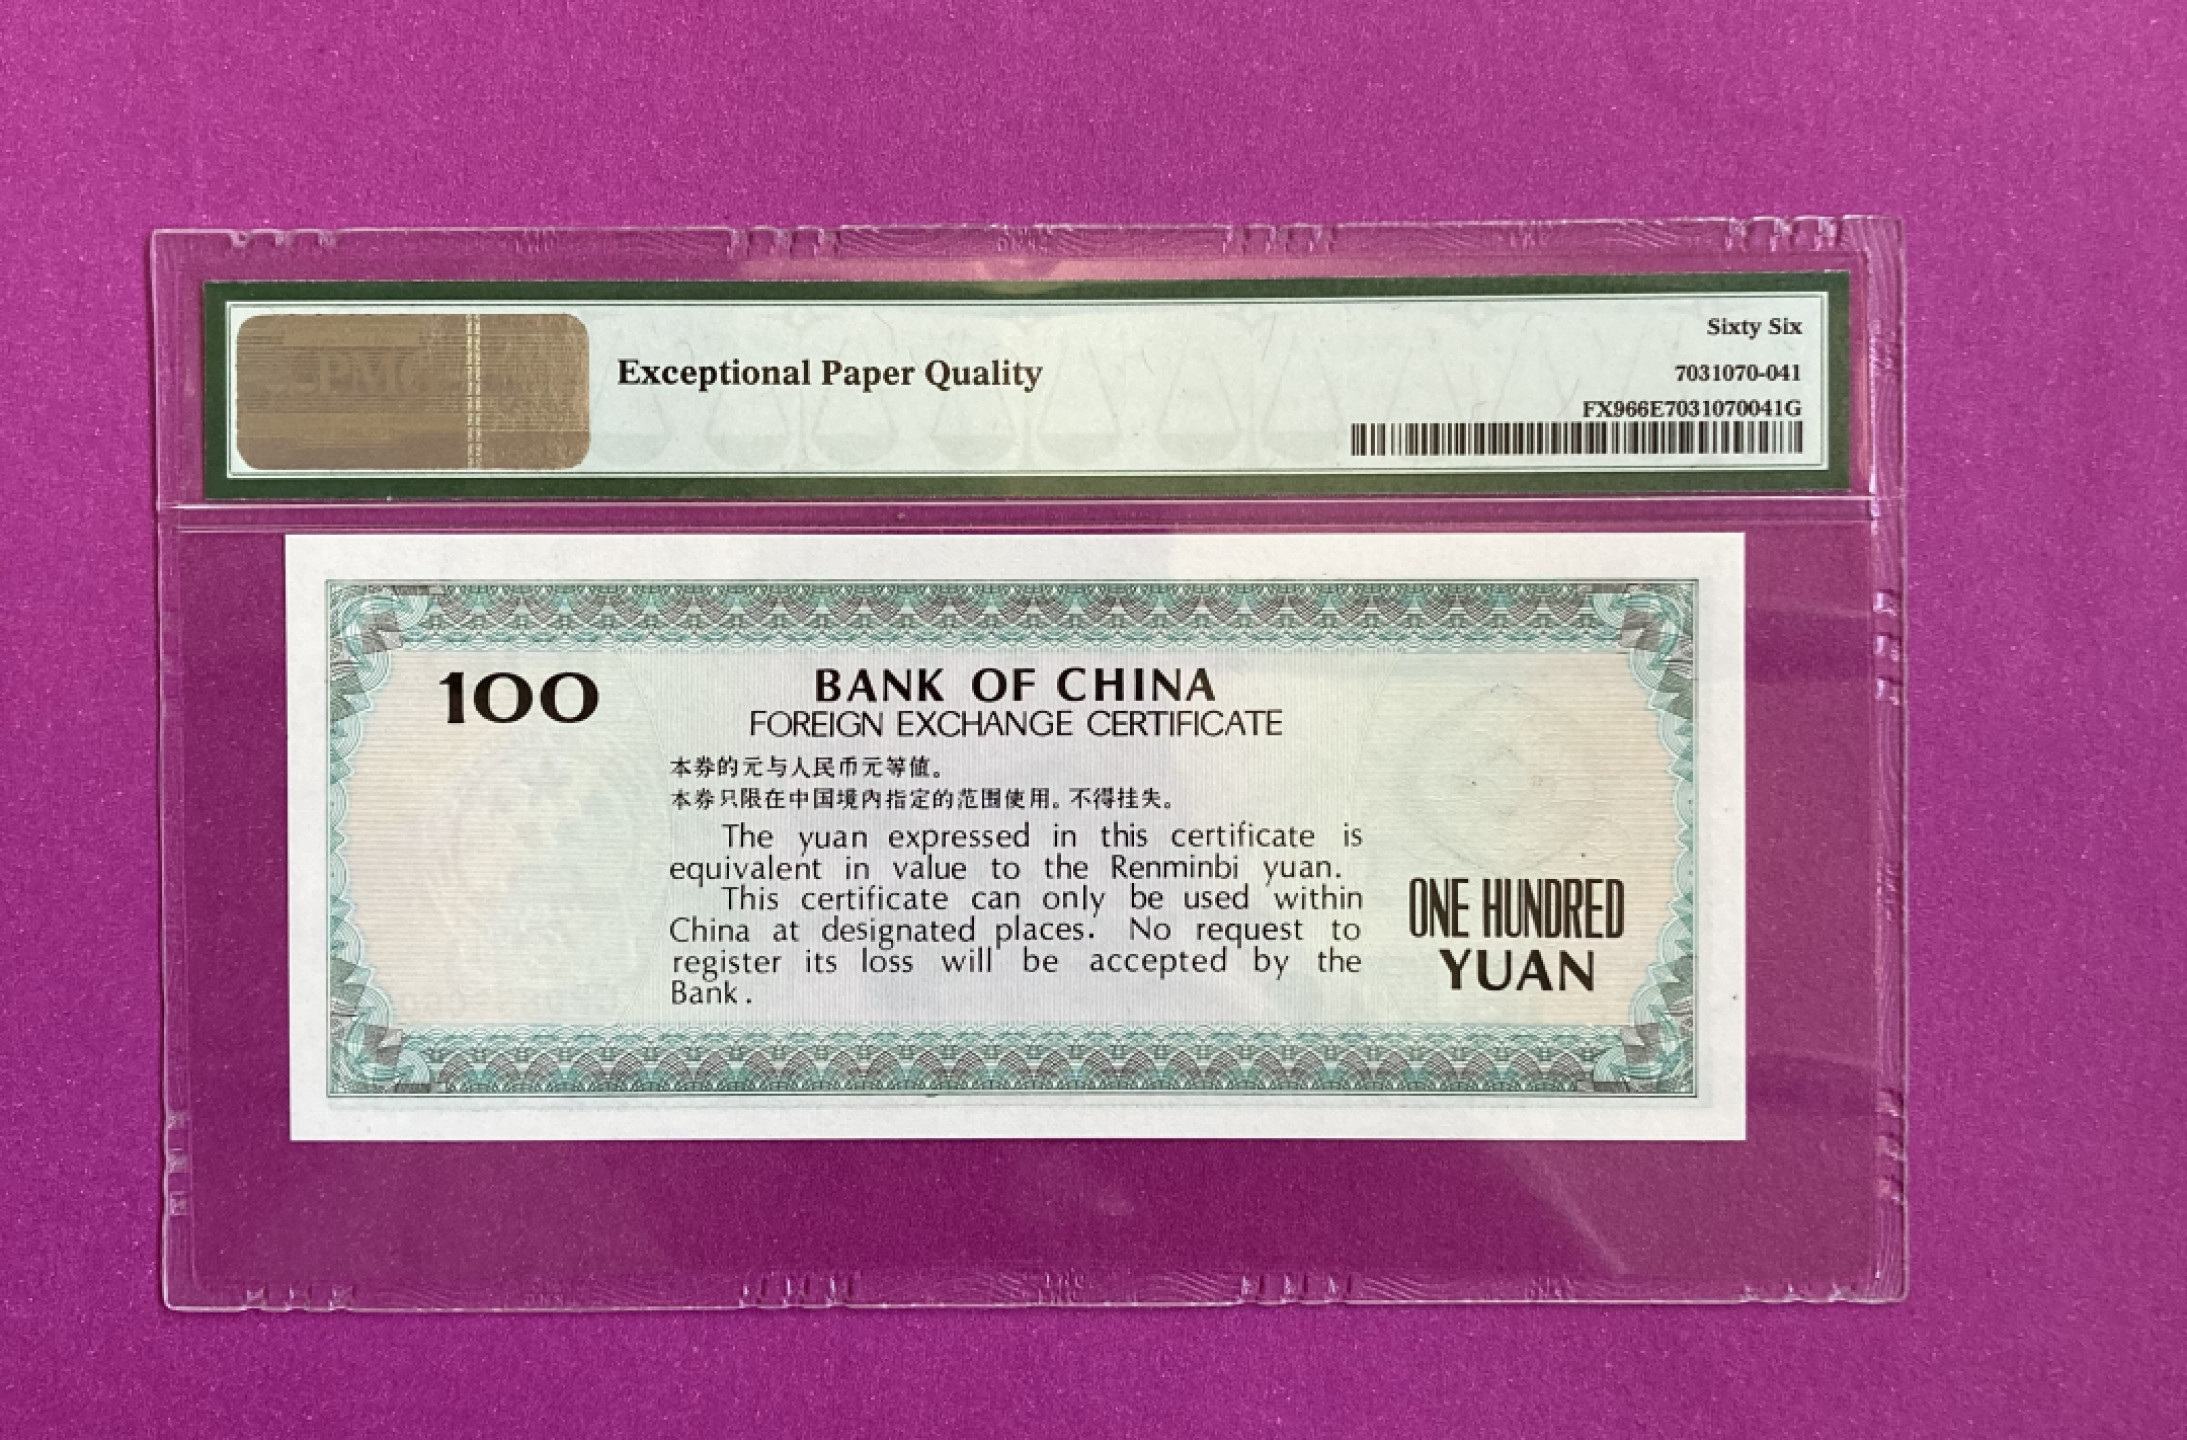 PMG
Exceptional Paper Quality
Sixty Six
7031070-041
FX966E7031070041G
100
BANK OF CHINA
FOREIGN EXCHANGE CERTIFICATE
本券的元与人民币元等值。
本券只限在中国境内指定的范围使用。不得挂失。
The yuan expressed in this certificate is
equivalent in value to the Renminbi yuan.
This certificate can only be used within
China at designated places. No request to
register its loss will be accepted by the
Bank.
ONE HUNDRED
YUAN